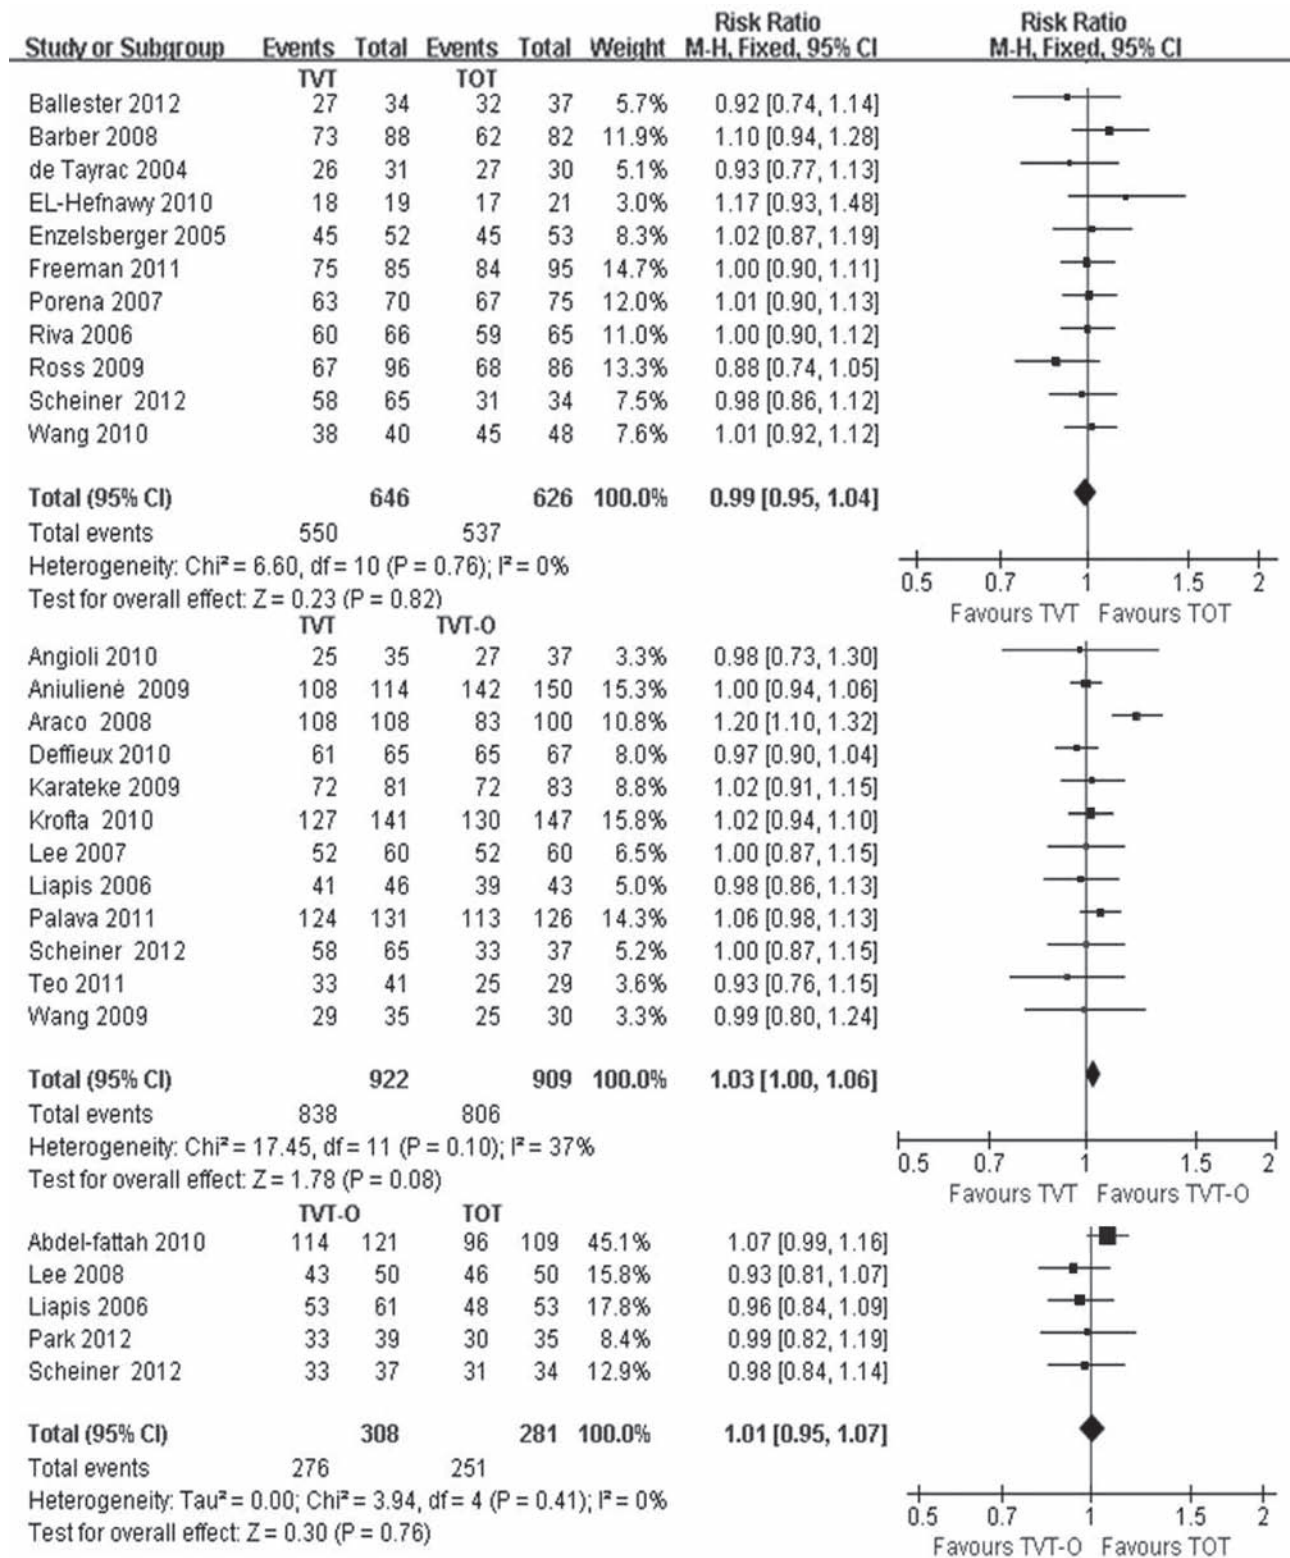 Risk Ratio Risk Ratio
Study or Subgroup Events Total Events Total Weight M-H, Fixed, 95% CI M-H, Fixed, 95% CI
TVT TOT
Ballester 2012 27 34 32 37 5.7% 0.92 [0.74, 1.14]
Barber 2008 73 88 62 82 11.9% 1.10 [0.94, 1.28]
de Tayrac 2004 26 31 27 30 5.1% 0.93 [0.77, 1.13]
EL-Hefnawy 2010 18 19 17 21 3.0% 1.17 [0.93, 1.48]
Enzelsberger 2005 45 52 45 53 8.3% 1.02 [0.87, 1.19]
Freeman 2011 75 85 84 95 14.7% 1.00 [0.90, 1.11]
Porena 2007 63 70 67 75 12.0% 1.01 [0.90, 1.13]
Riva 2006 60 66 59 65 11.0% 1.00 [0.90, 1.12]
Ross 2009 67 96 68 86 13.3% 0.88 [0.74, 1.05]
Scheiner 2012 58 65 31 34 7.5% 0.98 [0.86, 1.12]
Wang 2010 38 40 45 48 7.6% 1.01 [0.92, 1.12]
Total (95% CI) 646 626 100.0% 0.99 [0.95, 1.04]
Total events 550 537
Heterogeneity: Chi² = 6.60, df = 10 (P = 0.76); I² = 0%
Test for overall effect: Z = 0.23 (P = 0.82)
0.5 0.7 1 1.5 2
Favours TVT Favours TOT
TVT TVT-O
Angioli 2010 25 35 27 37 3.3% 0.98 [0.73, 1.30]
Aniulienė 2009 108 114 142 150 15.3% 1.00 [0.94, 1.06]
Araco 2008 108 108 83 100 10.8% 1.20 [1.10, 1.32]
Deffieux 2010 61 65 65 67 8.0% 0.97 [0.90, 1.04]
Karateke 2009 72 81 72 83 8.8% 1.02 [0.91, 1.15]
Krofta 2010 127 141 130 147 15.8% 1.02 [0.94, 1.10]
Lee 2007 52 60 52 60 6.5% 1.00 [0.87, 1.15]
Liapis 2006 41 46 39 43 5.0% 0.98 [0.86, 1.13]
Palava 2011 124 131 113 126 14.3% 1.06 [0.98, 1.13]
Scheiner 2012 58 65 33 37 5.2% 1.00 [0.87, 1.15]
Teo 2011 33 41 25 29 3.6% 0.93 [0.76, 1.15]
Wang 2009 29 35 25 30 3.3% 0.99 [0.80, 1.24]
Total (95% CI) 922 909 100.0% 1.03 [1.00, 1.06]
Total events 838 806
Heterogeneity: Chi² = 17.45, df = 11 (P = 0.10); I² = 37%
Test for overall effect: Z = 1.78 (P = 0.08)
0.5 0.7 1 1.5 2
Favours TVT Favours TVT-O
TVT-O TOT
Abdel-fattah 2010 114 121 96 109 45.1% 1.07 [0.99, 1.16]
Lee 2008 43 50 46 50 15.8% 0.93 [0.81, 1.07]
Liapis 2006 53 61 48 53 17.8% 0.96 [0.84, 1.09]
Park 2012 33 39 30 35 8.4% 0.99 [0.82, 1.19]
Scheiner 2012 33 37 31 34 12.9% 0.98 [0.84, 1.14]
Total (95% CI) 308 281 100.0% 1.01 [0.95, 1.07]
Total events 276 251
Heterogeneity: Tau² = 0.00; Chi² = 3.94, df = 4 (P = 0.41); I² = 0%
Test for overall effect: Z = 0.30 (P = 0.76)
0.5 0.7 1 1.5 2
Favours TVT-O Favours TOT